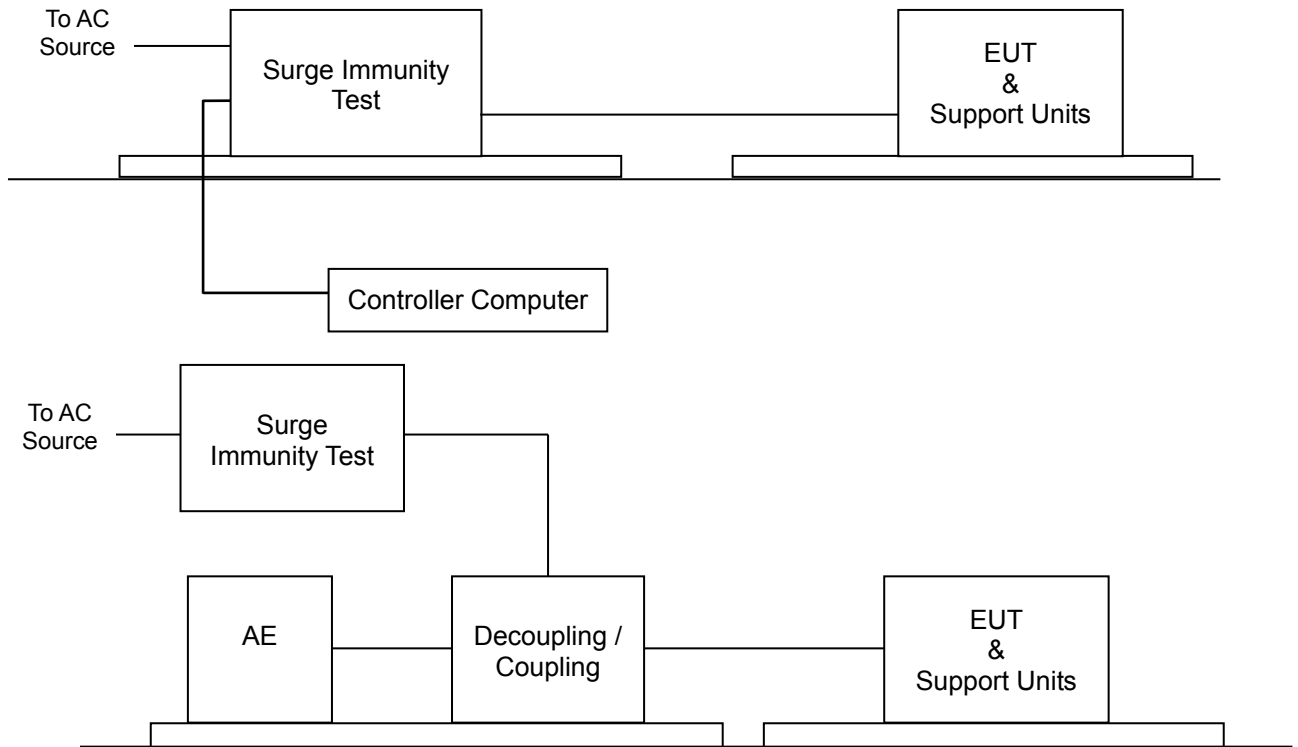 To AC
Source
Surge Immunity
Test
EUT
&
Support Units
Controller Computer
To AC
Source
Surge
Immunity Test
AE
Decoupling /
Coupling
EUT
&
Support Units